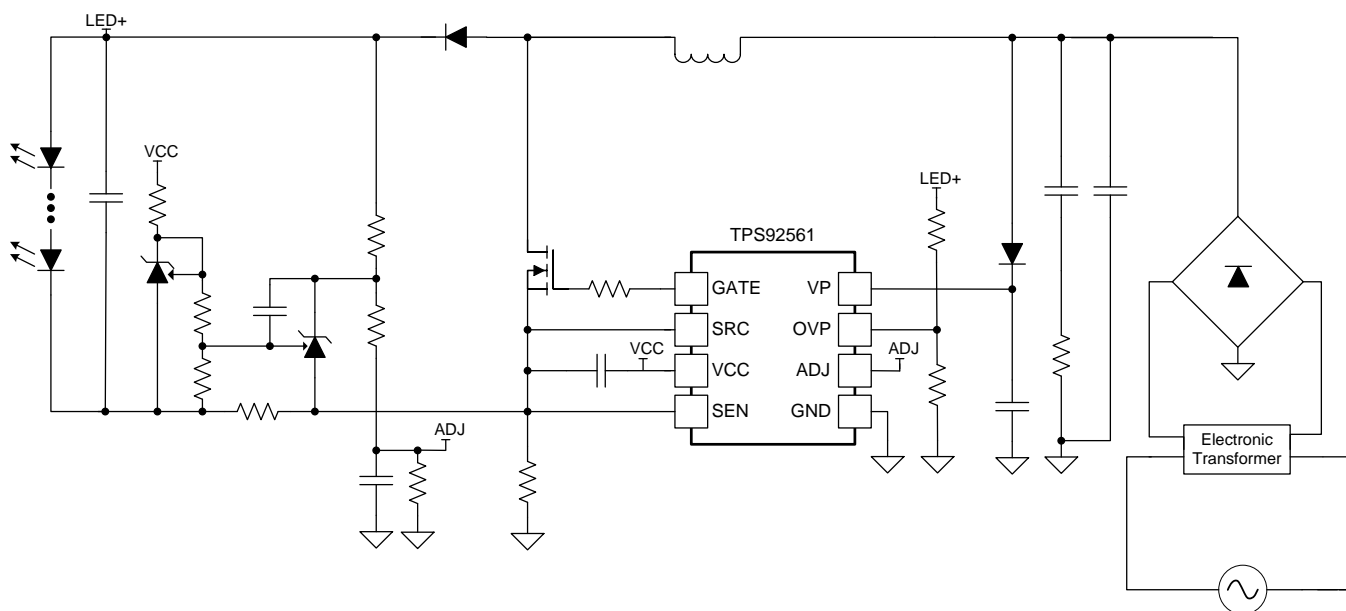 LED+
VCC
LED+
TPS92561
GATE
VP
SRC
OVP
VCC
ADJ
ADJ
VCC
SEN
GND
ADJ
Electronic
Transformer